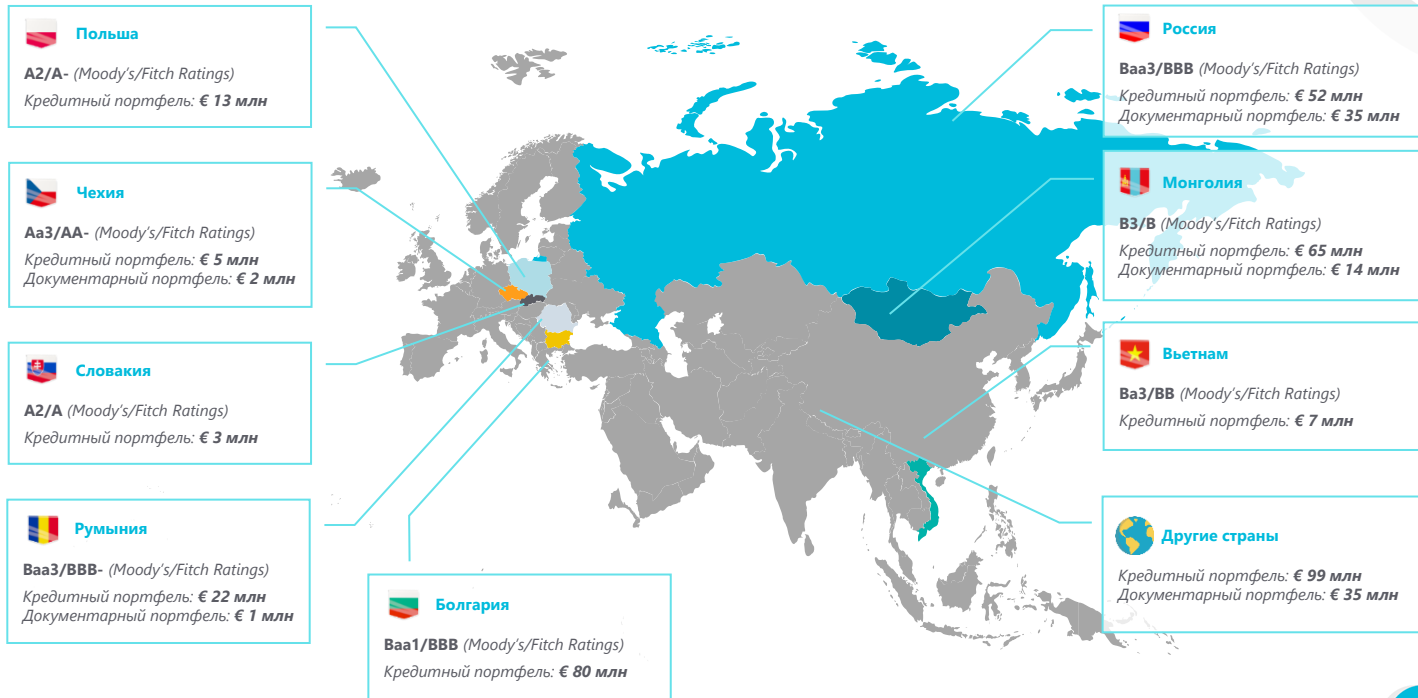 Польша
A2/A- (Moody's/Fitch Ratings)
Кредитный портфель: € 13 млн
Чехия
Aa3/AA- (Moody's/Fitch Ratings)
Кредитный портфель: € 5 млн
Документарный портфель: € 2 млн
Словакия
A2/A (Moody's/Fitch Ratings)
Кредитный портфель: € 3 млн
Румыния
Baa3/BBB- (Moody's/Fitch Ratings)
Кредитный портфель: € 22 млн
Документарный портфель: € 1 млн
Болгария
Baa1/BBB (Moody's/Fitch Ratings)
Кредитный портфель: € 80 млн
Россия
Baa3/BBB (Moody's/Fitch Ratings)
Кредитный портфель: € 52 млн
Документарный портфель: € 35 млн
Монголия
B3/B (Moody's/Fitch Ratings)
Кредитный портфель: € 65 млн
Документарный портфель: € 14 млн
Вьетнам
Ba3/BB (Moody's/Fitch Ratings)
Кредитный портфель: € 7 млн
Другие страны
Кредитный портфель: € 99 млн
Документарный портфель: € 35 млн